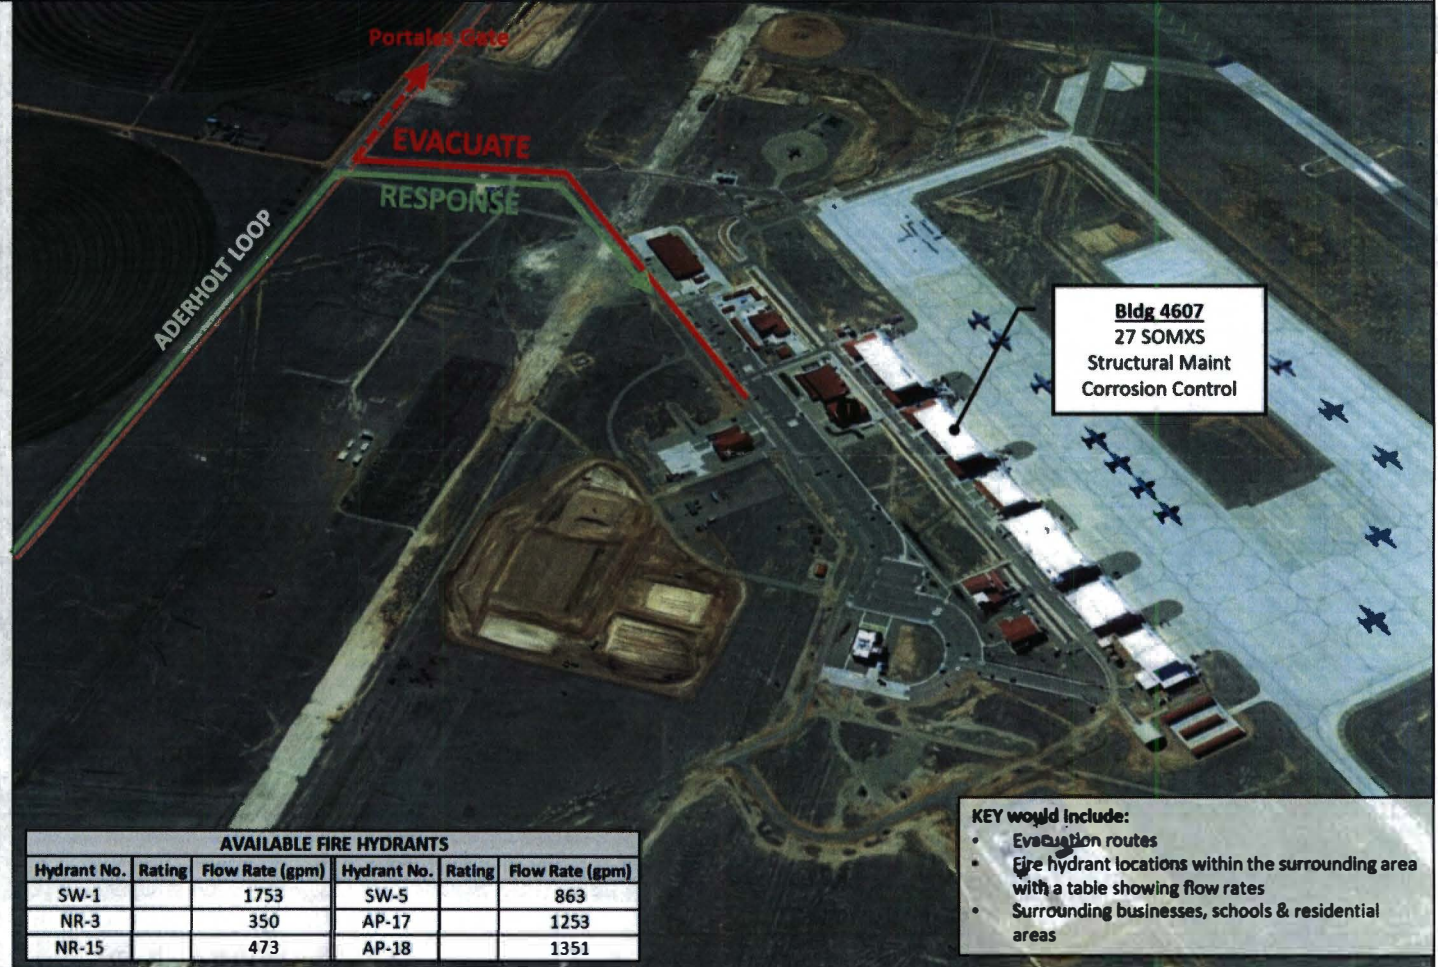 Portales Gate
EVACUATE
RESPONSE
ADERHOLT LOOP
Bldg 4607
27 SOMXS
Structural Maint
Corrosion Control
AVAILABLE FIRE HYDRANTS
Hydrant No. Rating Flow Rate (gpm) Hydrant No. Rating Flow Rate (gpm)
SW-1 1753 SW-5 863
NR-3 350 AP-17 1253
NR-15 473 AP-18 1351
KEY would include:
• Evacuation routes
• Fire hydrant locations within the surrounding area
with a table showing flow rates
• Surrounding businesses, schools & residential
areas